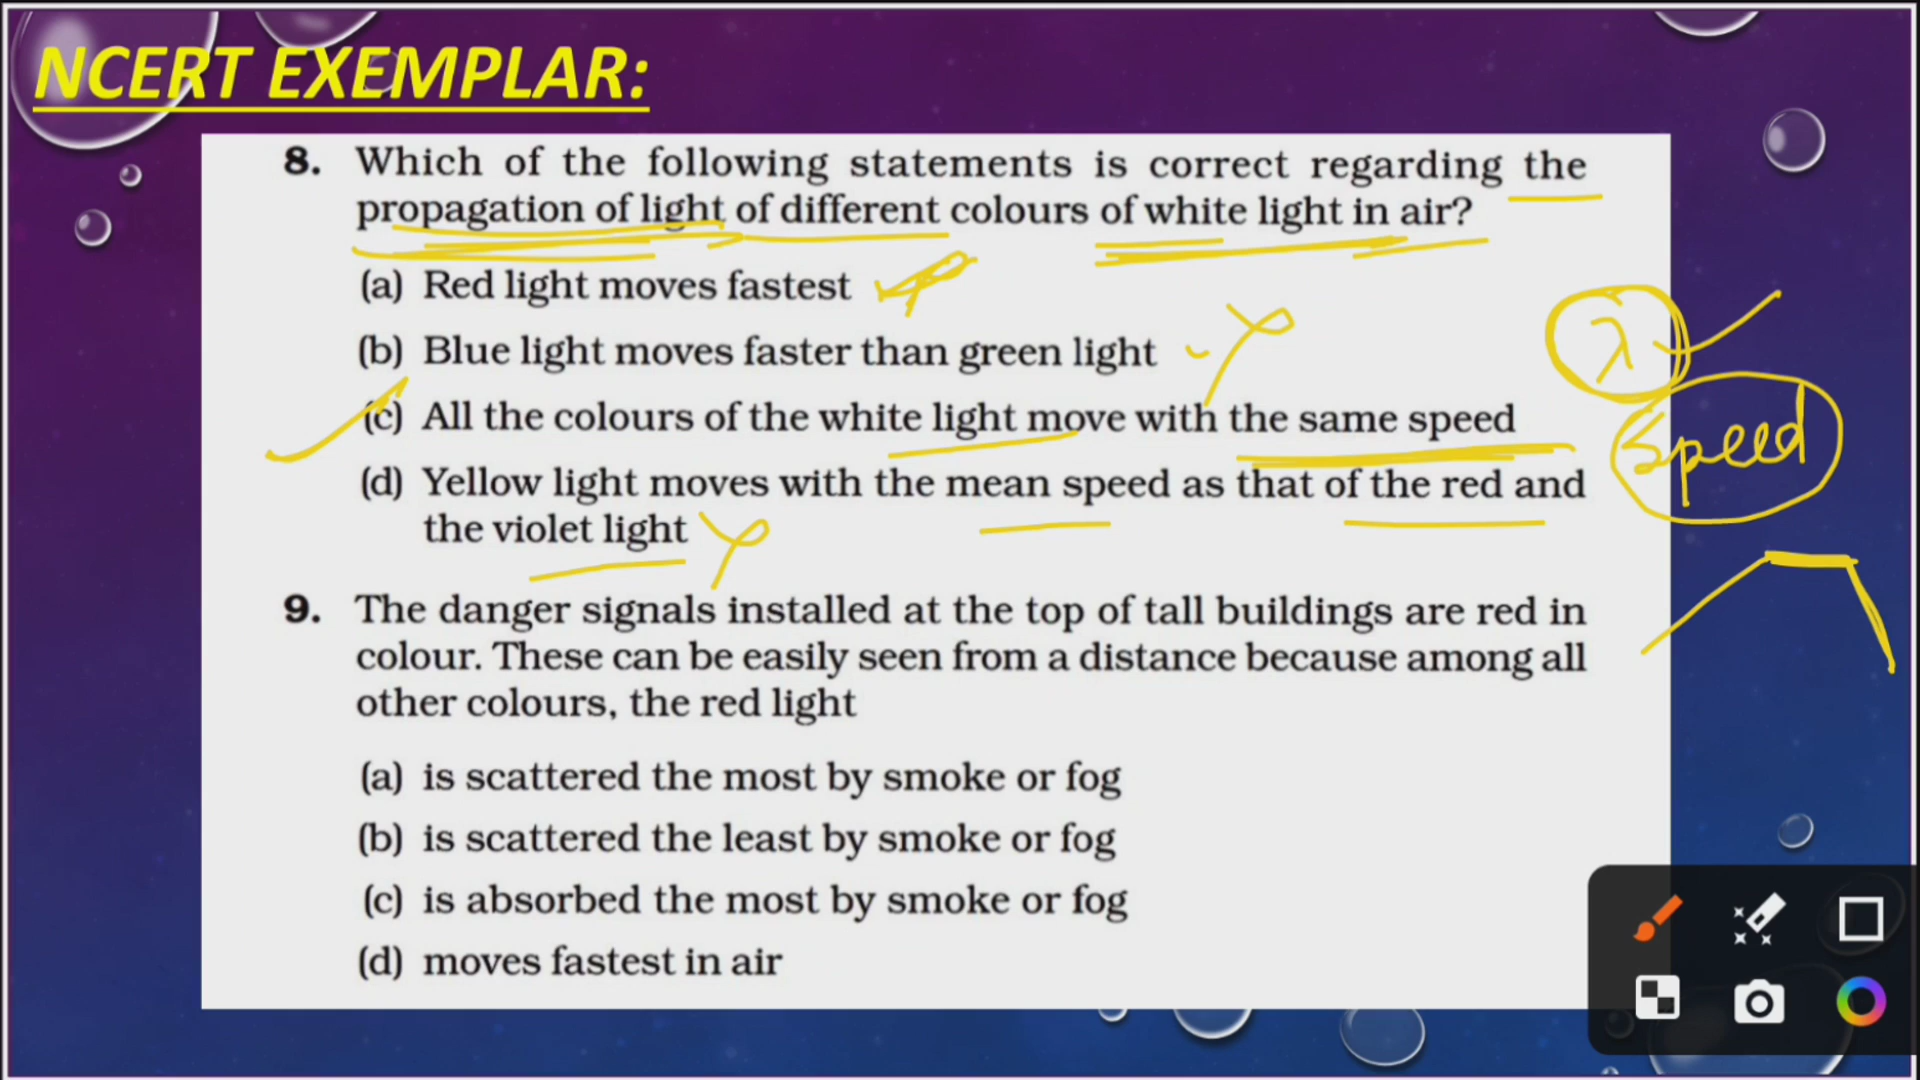 NCERT EXEMPLAR:
8. Which of the following statements is correct regarding the
propagation of light of different colours of white light in air?
(a) Red light moves fastest
(b) Blue light moves faster than green light
(c) All the colours of the white light move with the same speed
(d) Yellow light moves with the mean speed as that of the red and
the violet light
λ
Speed
9. The danger signals installed at the top of tall buildings are red in
colour. These can be easily seen from a distance because among all
other colours, the red light
(a) is scattered the most by smoke or fog
(b) is scattered the least by smoke or fog
(c) is absorbed the most by smoke or fog
(d) moves fastest in air